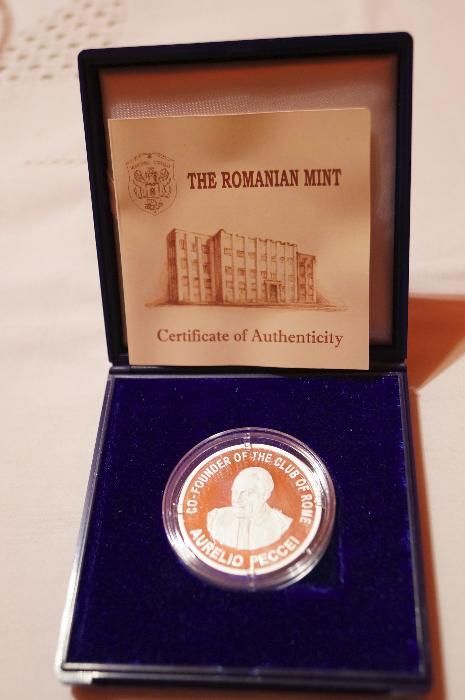 THE ROMANIAN MINT
Certificate of Authenticity
CO-FOUNDER OF THE CLUB OF ROME
AURELIO PECCEI